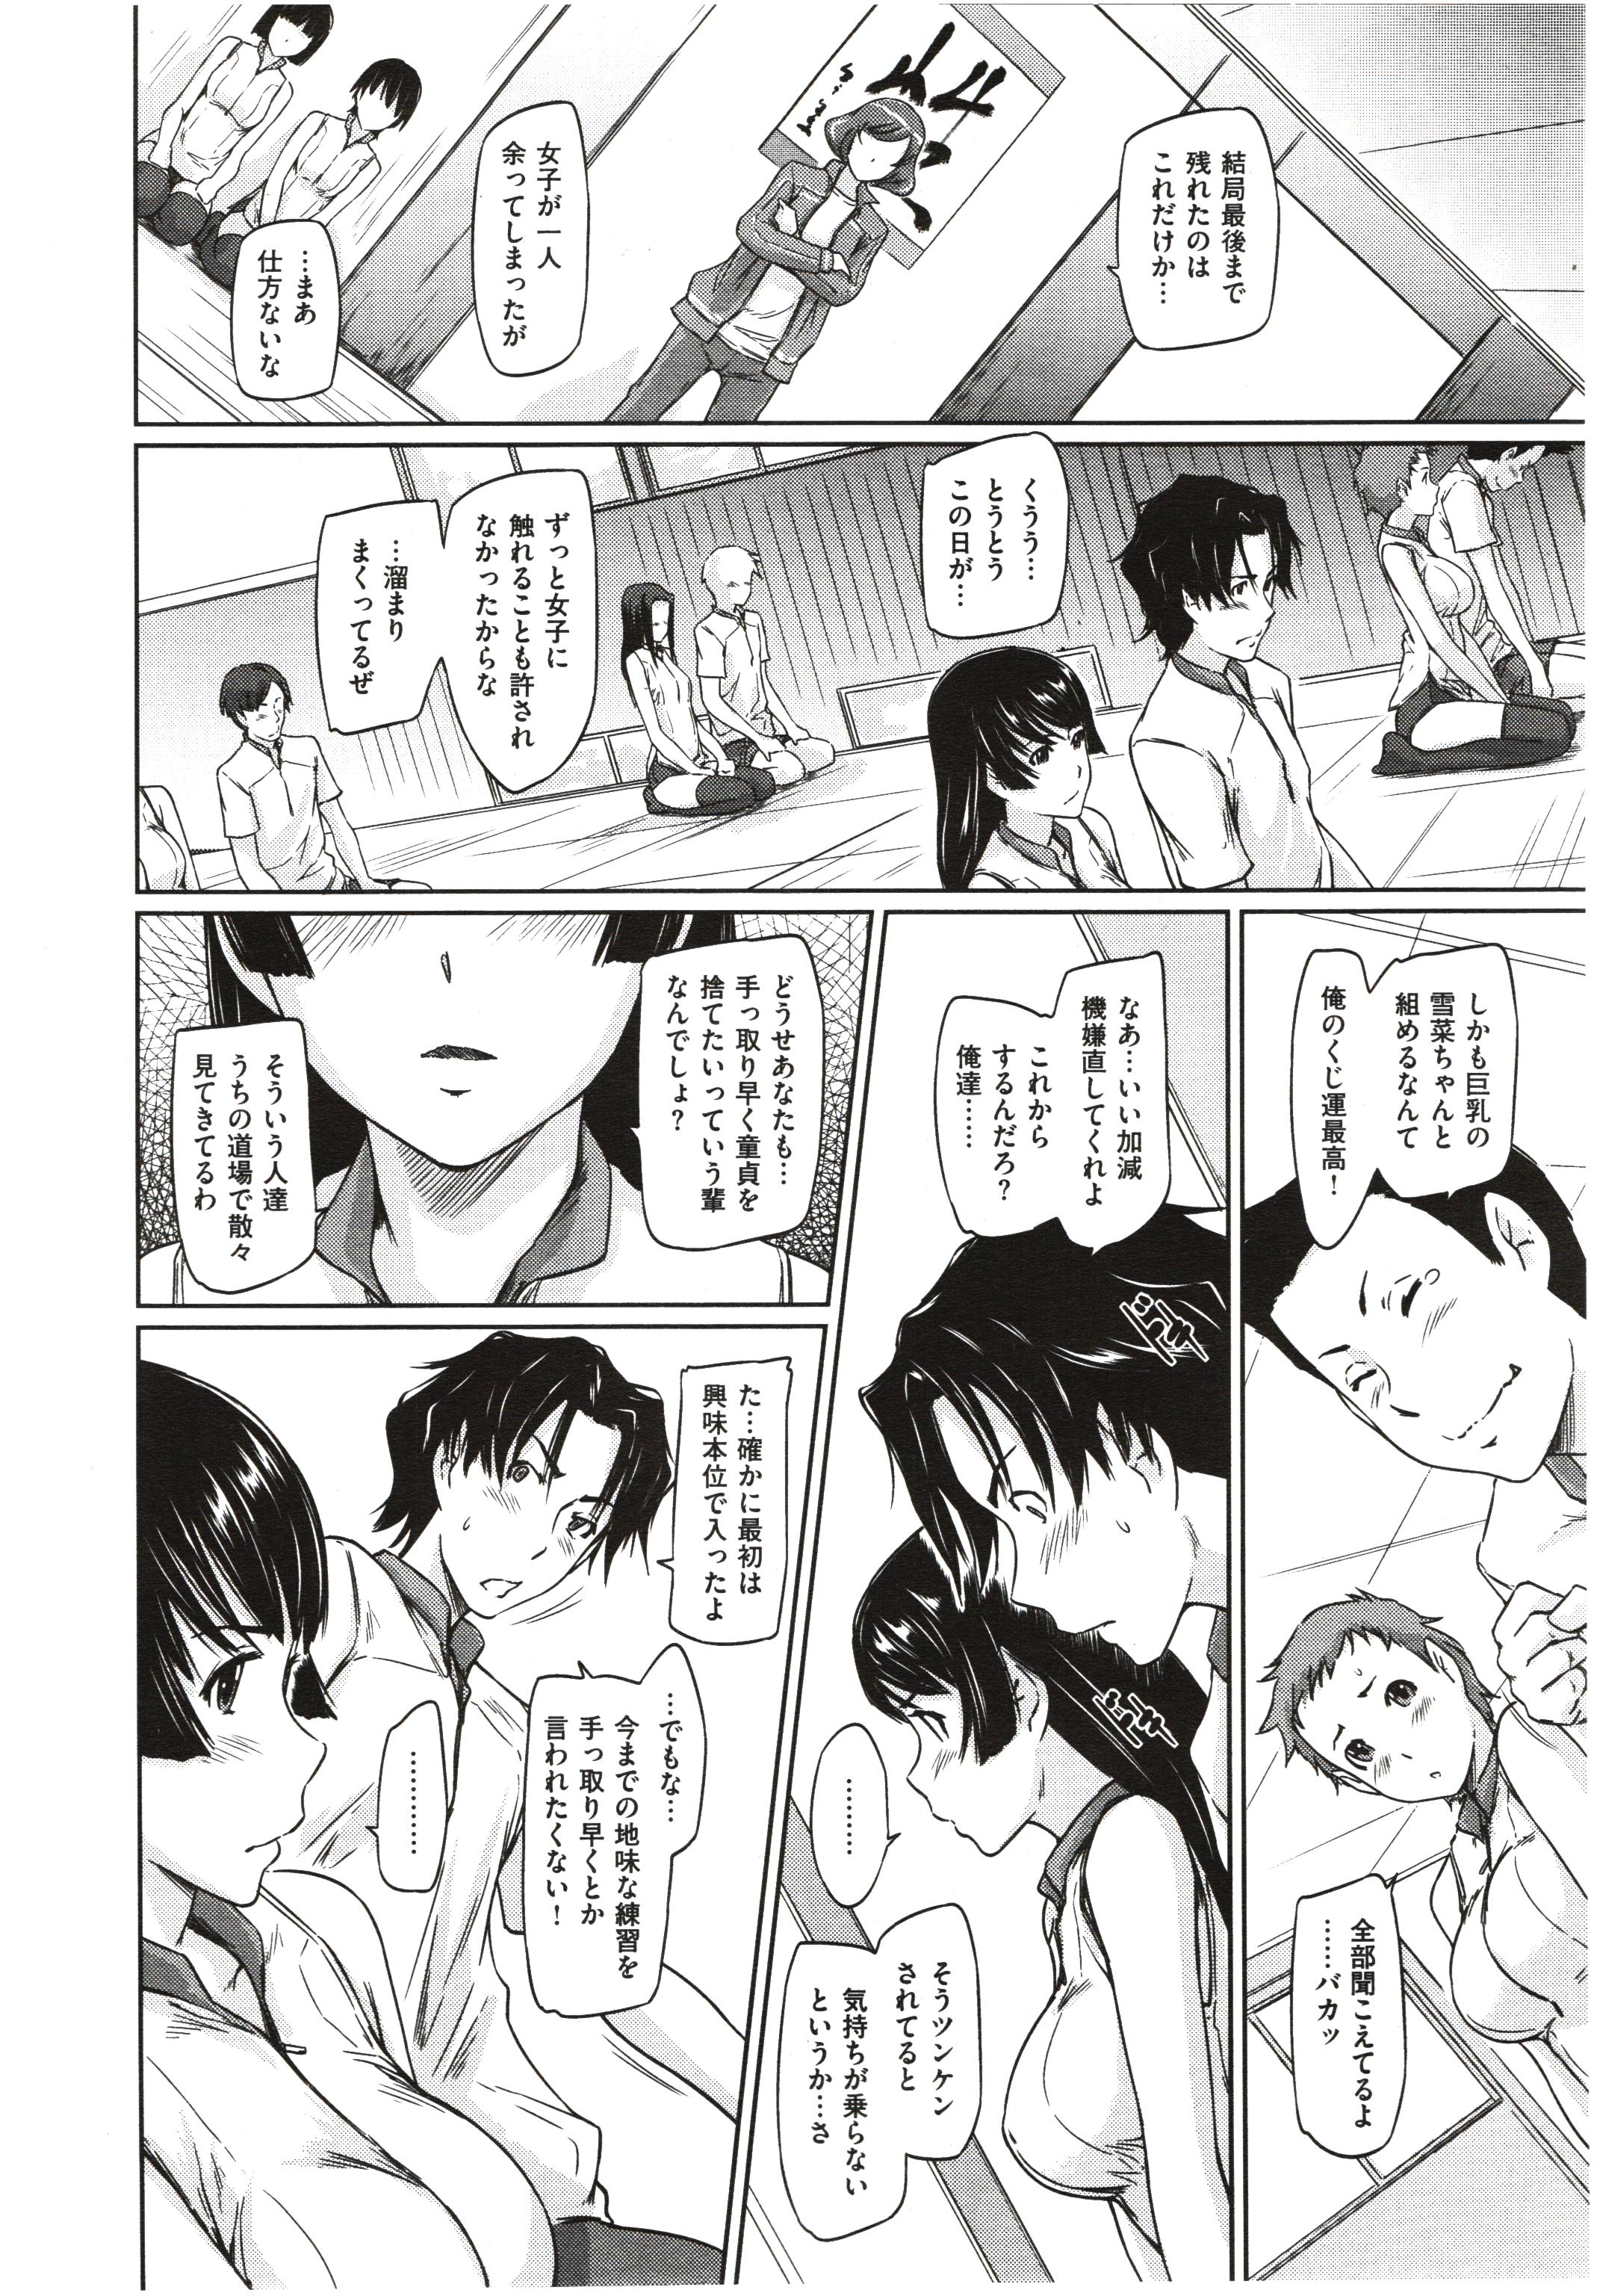 結局最後まで
残れたのは
これだけか…
女子が一人
余ってしまったが
…まあ
仕方ないな
くうう…
とうとう
この日が…
ずっと女子に
触れることも許され
なかったからな
…溜まり
まくってるぜ
しかも巨乳の
雪菜ちゃんと
組めるなんて
俺のくじ運最高！
全部聞こえてるよ
……バカッ
なあ…いい加減
機嫌直してくれよ
これから
するんだろ？
俺達……
ドッキ
ドッキ
………
そうツンケン
されてると
気持ちが乗らない
というか…さ
どうせあなたも…
手っ取り早く童貞を
捨てたいっていう輩
なんでしょ？
そういう人達
うちの道場で散々
見てきてるわ
た…確かに最初は
興味本位で入ったよ
…でもな…
今までの地味な練習を
手っ取り早くとか
言われたくない！
…………